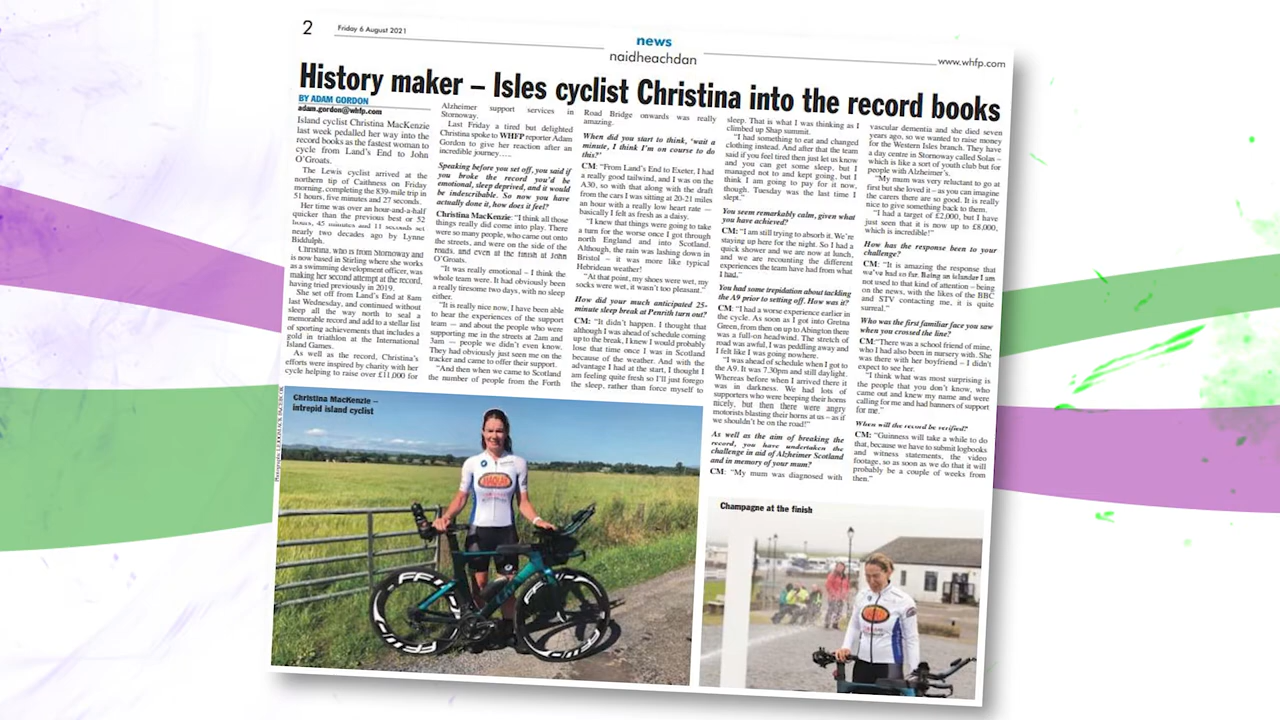 2
Friday 6 August 2021
news
naidheachdan
www.whfp.com
History maker – Isles cyclist Christina into the record books
BY ADAM GORDON
adam.gordon@whfp.com
Island cyclist Christina MacKenzie
last week pedalled her way into the
record books as the fastest woman to
cycle from Land's End to John
O'Groats.
The Lewis cyclist arrived at the
northern tip of Caithness on Friday
morning, completing the 839-mile trip in
51 hours, five minutes and 27 seconds.
Her time was over an hour-and-a-half
quicker than the previous best or 52
hours, 45 minutes and 11 seconds set
nearly two decades ago by Lynne
Biddulph.
Christina, who is from Stornoway and
is now based in Stirling where she works
as a swimming development officer, was
making her second attempt at the record,
having tried previously in 2019.
She set off from Land's End at 8am
last Wednesday, and continued without
sleep all the way north to seal a
memorable record and add to a stellar list
of sporting achievements that includes a
gold in triathlon at the International
Island Games.
As well as the record, Christina's
efforts were inspired by charity with her
cycle helping to raise over £11,000 for
Alzheimer support services in
Stornoway.
Last Friday a tired but delighted
Christina spoke to WHFP reporter Adam
Gordon to give her reaction after an
incredible journey.....
Speaking before you set off, you said if
you broke the record you'd be
emotional, sleep deprived, and it would
be indescribable. So now you have
actually done it, how does it feel?
Christina MacKenzie: "I think all those
things really did come into play. There
were so many people, who came out onto
the streets, and were on the side of the
roads, and even at the finish at John
O'Groats.
"It was really emotional – I think the
whole team were. It had obviously been
a really tiresome two days, with no sleep
either.
"It is really nice now, I have been able
to hear the experiences of the support
team — and about the people who were
supporting me in the streets at 2am and
3am — people we didn't even know.
They had obviously just seen me on the
tracker and came to offer their support.
"And then when we came to Scotland
the number of people from the Forth
Road Bridge onwards was really
amazing.
When did you start to think, 'wait a
minute, I think I'm on course to do
this?'
CM: "From Land's End to Exeter, I had
a really good tailwind, and I was on the
A30, so with that along with the draft
from the cars I was sitting at 20-21 miles
an hour with a really low heart rate —
basically I felt as fresh as a daisy.
"I knew that things were going to take
a turn for the worse once I got through
north England and into Scotland.
Although, the rain was lashing down in
Bristol – it was more like typical
Hebridean weather!
"At that point, my shoes were wet, my
socks were wet, it wasn't too pleasant."
How did your much anticipated 25-
minute sleep break at Penrith turn out?
CM: "It didn't happen. I thought that
although I was ahead of schedule coming
up to the break, I knew I would probably
lose that time once I was in Scotland
because of the weather. And with the
advantage I had at the start, I thought I
am feeling quite fresh so I'll just forego
the sleep, rather than force myself to
sleep. That is what I was thinking as I
climbed up Shap summit.
"I had something to eat and changed
clothing instead. And after that the team
said if you feel tired then just let us know
and you can get some sleep, but I
managed not to and kept going, but I
think I am going to pay for it now,
though. Tuesday was the last time I
slept."
You seem remarkably calm, given what
you have achieved?
CM: "I am still trying to absorb it. We're
staying up here for the night. So I had a
quick shower and we are now at lunch,
and we are recounting the different
experiences the team have had from what
I had."
You had some trepidation about tackling
the A9 prior to setting off. How was it?
CM: "I had a worse experience earlier in
the cycle. As soon as I got into Gretna
Green, from then on up to Abington there
was a full-on headwind. The stretch of
road was awful, I was peddling away and
I felt like I was going nowhere.
"I was ahead of schedule when I got to
the A9. It was 7.30pm and still daylight.
Whereas before when I arrived there it
was in darkness. We had lots of
supporters who were beeping their horns
nicely, but then there were angry
motorists blasting their horns at us – as if
we shouldn't be on the road!"
As well as the aim of breaking the
record, you have undertaken the
challenge in aid of Alzheimer Scotland
and in memory of your mum?
CM: "My mum was diagnosed with
vascular dementia and she died seven
years ago, so we wanted to raise money
for the Western Isles branch. They have
a day centre in Stornoway called Solas –
which is like a sort of youth club but for
people with Alzheimer's.
"My mum was very reluctant to go at
first but she loved it – as you can imagine
the carers there are so good. It is really
nice to give something back to them.
"I had a target of £2,000, but I have
just seen that it is now up to £8,000,
which is incredible!"
How has the response been to your
challenge?
CM: "It is amazing the response that
we've had so far. Being an islander I am
not used to that kind of attention – being
on the news, with the likes of the BBC
and STV contacting me, it is quite
surreal."
Who was the first familiar face you saw
when you crossed the line?
CM:"There was a school friend of mine,
who I had also been in nursery with. She
was there with her boyfriend – I didn't
expect to see her.
"I think what was most surprising is
the people that you don't know, who
came out and knew my name and were
calling for me and had banners of support
for me."
When will the record be verified?
CM: "Guinness will take a while to do
that, because we have to submit logbooks
and witness statements, the video
footage, so as soon as we do that it will
probably be a couple of weeks from
then."
Christina MacKenzie –
intrepid island cyclist
Champagne at the finish